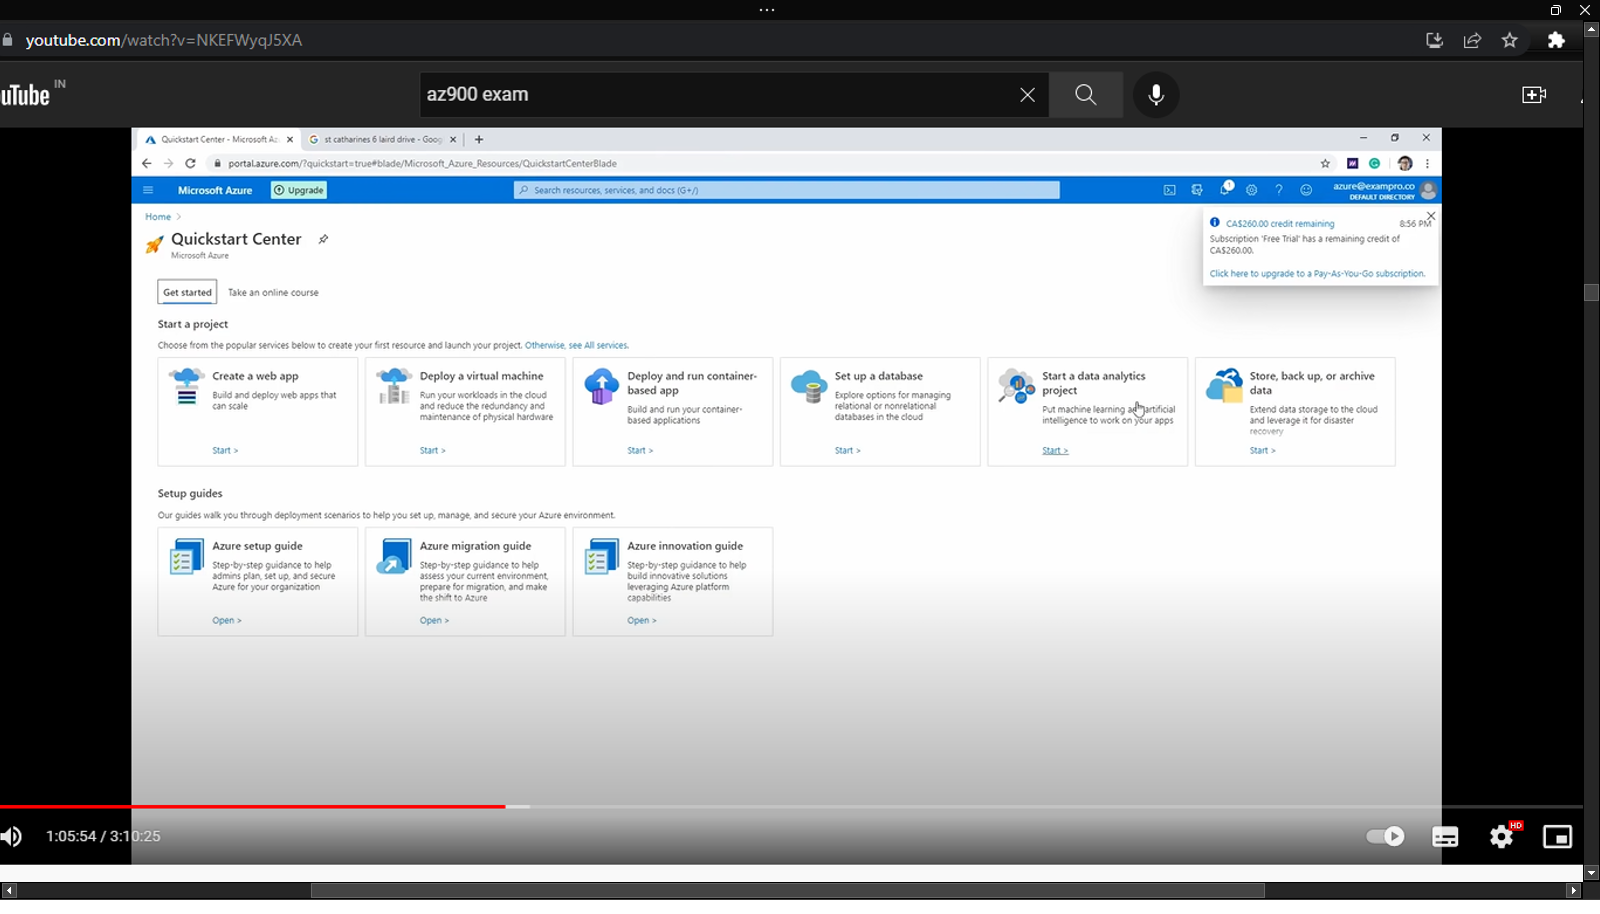 youtube.com/watch?v=NKEFWyqJ5XA
uTube IN
az900 exam
Quickstart Center - Microsoft Az
st catharines 6 laird drive - Goog
portal.azure.com/?quickstart=true#blade/Microsoft_Azure_Resources/QuickstartCenterBlade
Microsoft Azure
Upgrade
Search resources, services, and docs (G+/)
1
azure@exampro.co
DEFAULT DIRECTORY
Home >
CA$260.00 credit remaining
8:56 PM
Subscription 'Free Trial' has a remaining credit of
CA$260.00.
Click here to upgrade to a Pay-As-You-Go subscription.
Quickstart Center
Microsoft Azure
Get started
Take an online course
Start a project
Choose from the popular services below to create your first resource and launch your project. Otherwise, see All services.
Create a web app
Build and deploy web apps that
can scale
Start >
Deploy a virtual machine
Run your workloads in the cloud
and reduce the redundancy and
maintenance of physical hardware
Start >
Deploy and run container-
based app
Build and run your container-
based applications
Start >
Set up a database
Explore options for managing
relational or nonrelational
databases in the cloud
Start >
Start a data analytics
project
Put machine learning artificial
intelligence to work on your apps
Start >
Store, back up, or archive
data
Extend data storage to the cloud
and leverage it for disaster
recovery
Start >
Setup guides
Our guides walk you through deployment scenarios to help you set up, manage, and secure your Azure environment.
Azure setup guide
Step-by-step guidance to help
admins plan, set up, and secure
Azure for your organization
Open >
Azure migration guide
Step-by-step guidance to help
assess your current environment,
prepare for migration, and make
the shift to Azure
Open >
Azure innovation guide
Step-by-step guidance to help
build innovative solutions
leveraging Azure platform
capabilities
Open >
1:05:54 / 3:10:25
HD